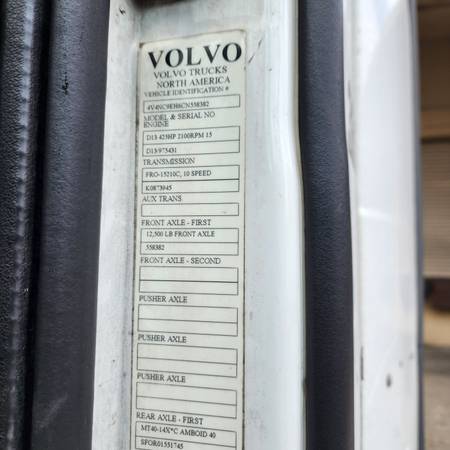 VOLVO
VOLVO TRUCKS
NORTH AMERICA
VEHICLE IDENTIFICATION #
4V4NC9EH8CN558382
MODEL & SERIAL NO
ENGINE
D13 425HP 2100RPM 15
D13/973431
TRANSMISSION
FRO-15210C, 10 SPEED
K0873945
AUX TRANS
FRONT AXLE - FIRST
12,500 LB FRONT AXLE
558382
FRONT AXLE - SECOND
PUSHER AXLE
PUSHER AXLE
PUSHER AXLE
REAR AXLE - FIRST
MT40-14X*C AMBOID 40
SFOR01551745